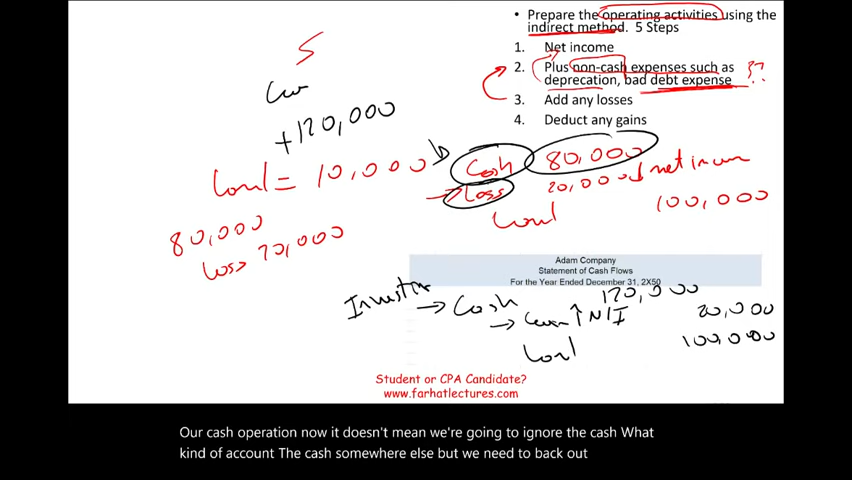 • Prepare the operating activities using the
indirect method. 5 Steps
1. Net income
2. Plus non-cash expenses such as
deprecation, bad debt expense ??
3. Add any losses
4. Deduct any gains
5
+120,000
= 10,000
Cash 80,000
→ Loss 20,000 ↓ net incom
100,000
80,000
loss 20,000
Adam Company
Statement of Cash Flows
For the Year Ended December 31, 2X50
→ Cash 120,000
→ ↑ N/I 20,000
100,000
Student or CPA Candidate?
www.farhatlectures.com
Our cash operation now it doesn't mean we're going to ignore the cash What
kind of account The cash somewhere else but we need to back out